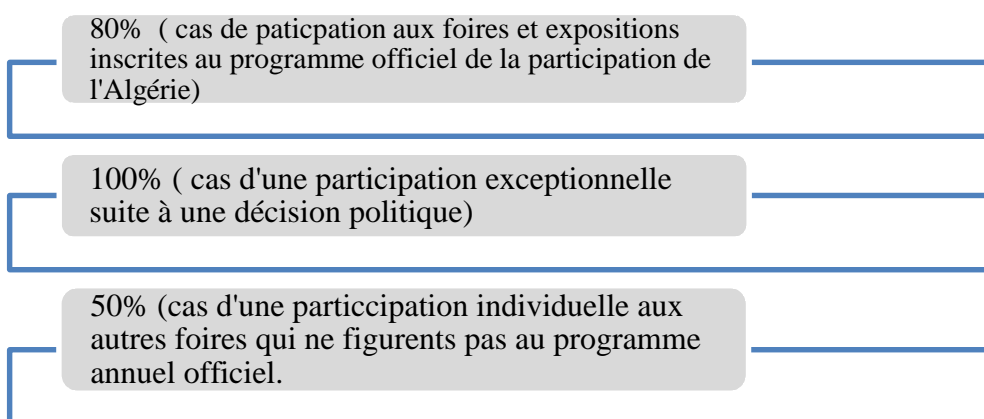 80% ( cas de paticpation aux foires et expositions
inscrites au programme officiel de la participation de
l'Algérie)
100% ( cas d'une participation exceptionnelle
suite à une décision politique)
50% (cas d'une particcipation individuelle aux
autres foires qui ne figurents pas au programme
annuel officiel.